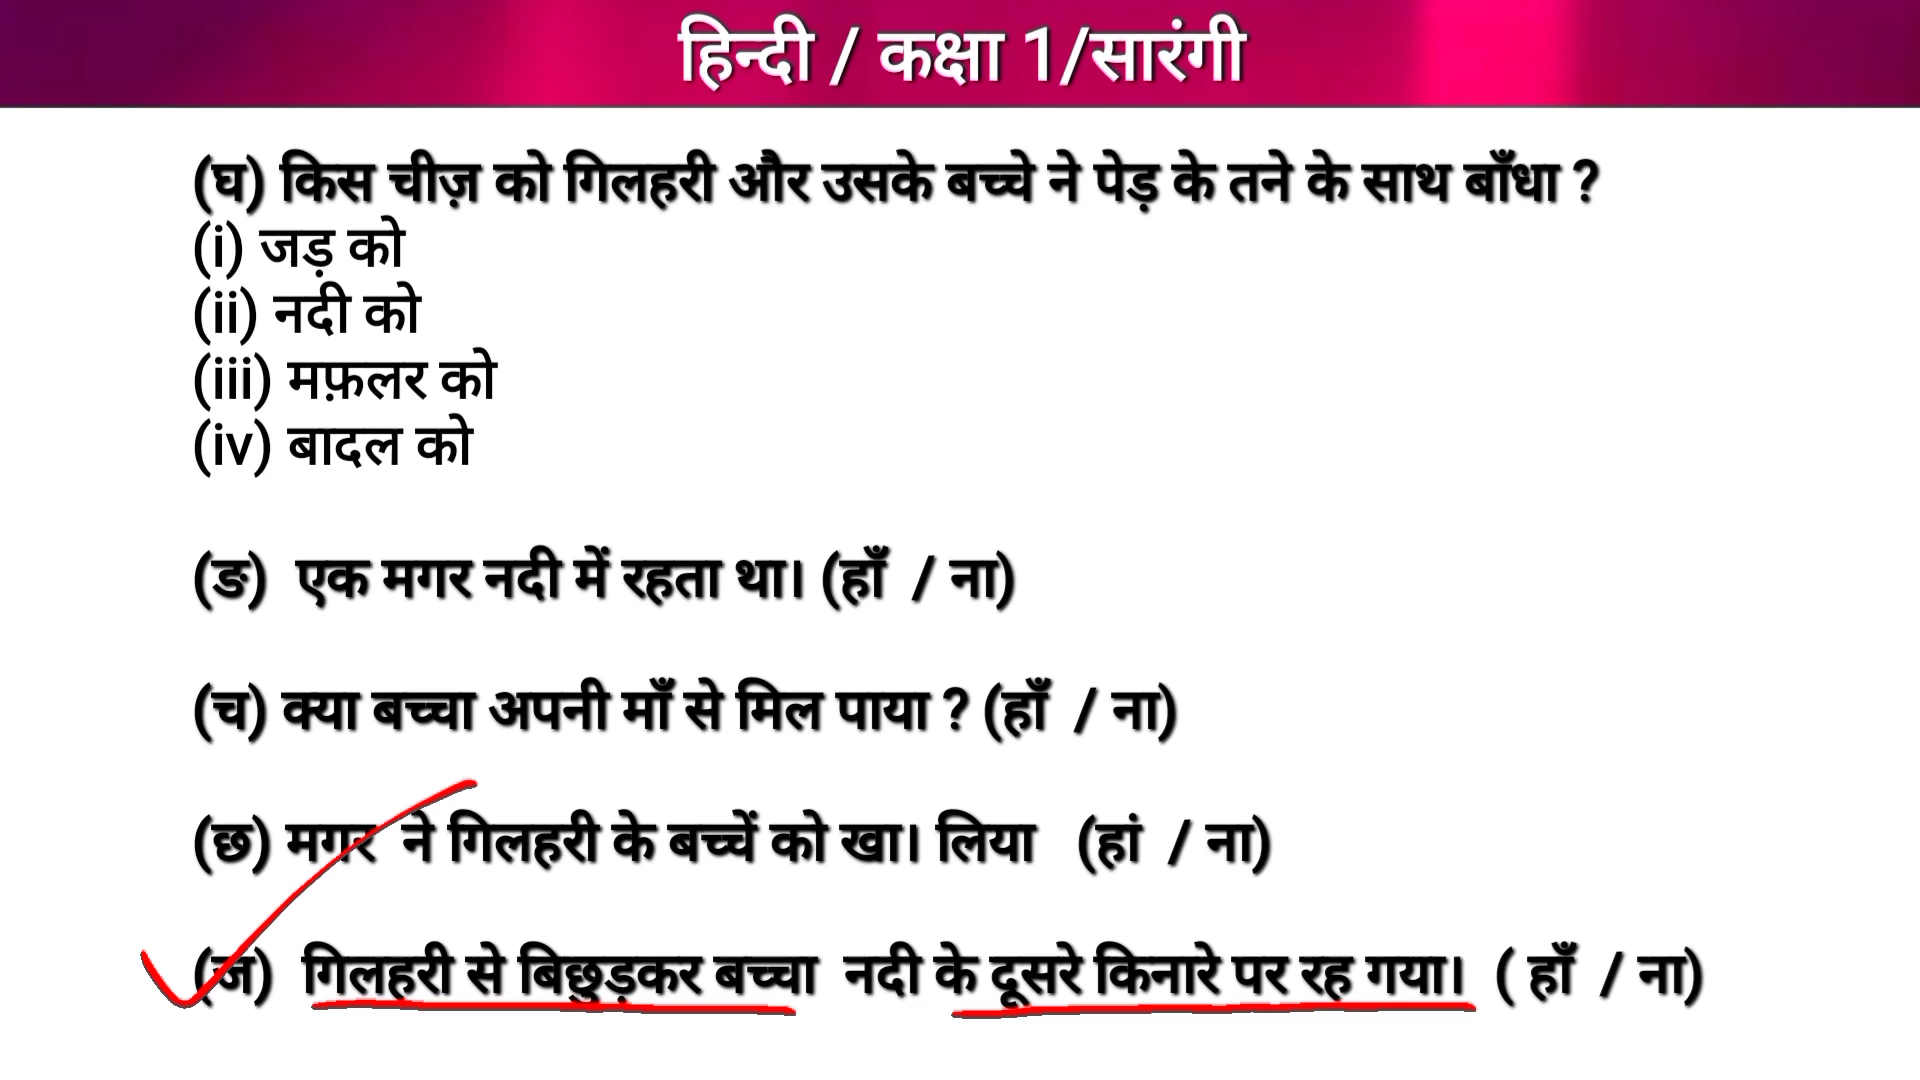 हिन्दी / कक्षा 1/सारंगी
(घ) किस चीज़ को गिलहरी और उसके बच्चे ने पेड़ के तने के साथ बाँधा ?
(i) जड़ को
(ii) नदी को
(iii) मफ़लर को
(iv) बादल को
(ङ) एक मगर नदी में रहता था। (हाँ / ना)
(च) क्या बच्चा अपनी माँ से मिल पाया ? (हाँ / ना)
(छ) मगर ने गिलहरी के बच्चें को खा। लिया (हां / ना)
(ज) गिलहरी से बिछुड़कर बच्चा नदी के दूसरे किनारे पर रह गया। ( हाँ / ना)